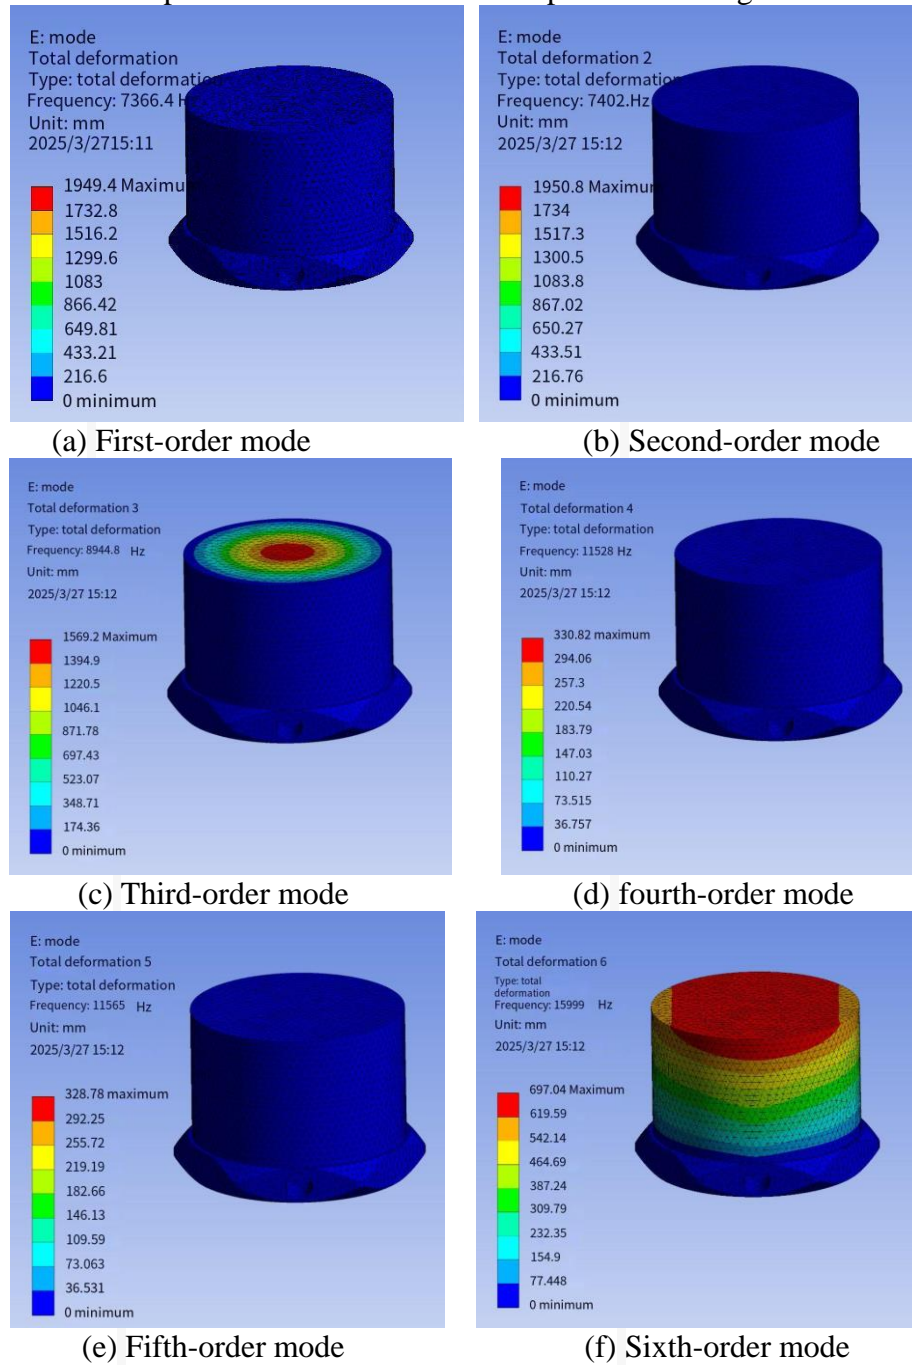 E: mode
Total deformation
Type: total deformation
Frequency: 7366.4 Hz
Unit: mm
2025/3/2715:11
1949.4 Maximum
1732.8
1516.2
1299.6
1083
866.42
649.81
433.21
216.6
0 minimum
(a) First-order mode
E: mode
Total deformation 2
Type: total deformation
Frequency: 7402.Hz
Unit: mm
2025/3/27 15:12
1950.8 Maximum
1734
1517.3
1300.5
1083.8
867.02
650.27
433.51
216.76
0 minimum
(b) Second-order mode
E: mode
Total deformation 3
Type: total deformation
Frequency: 8944.8 Hz
Unit: mm
2025/3/27 15:12
1569.2 Maximum
1394.9
1220.5
1046.1
871.78
697.43
523.07
348.71
174.36
0 minimum
(c) Third-order mode
E: mode
Total deformation 4
Type: total deformation
Frequency: 11528 Hz
Unit: mm
2025/3/27 15:12
330.82 maximum
294.06
257.3
220.54
183.79
147.03
110.27
73.515
36.757
0 minimum
(d) fourth-order mode
E: mode
Total deformation 5
Type: total deformation
Frequency: 11565 Hz
Unit: mm
2025/3/27 15:12
328.78 maximum
292.25
255.72
219.19
182.66
146.13
109.59
73.063
36.531
0 minimum
(e) Fifth-order mode
E: mode
Total deformation 6
Type: total
deformation
Frequency: 15999 Hz
Unit: mm
2025/3/27 15:12
697.04 Maximum
619.59
542.14
464.69
387.24
309.79
232.35
154.9
77.448
0 minimum
(f) Sixth-order mode